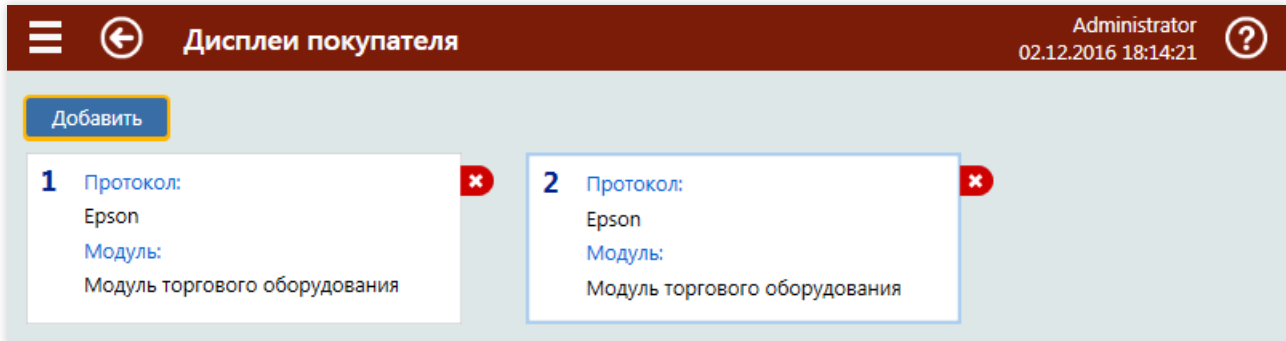 Дисплеи покупателя
Administrator
02.12.2016 18:14:21
Добавить
1
Протокол:
Epson
Модуль:
Модуль торгового оборудования
2
Протокол:
Epson
Модуль:
Модуль торгового оборудования